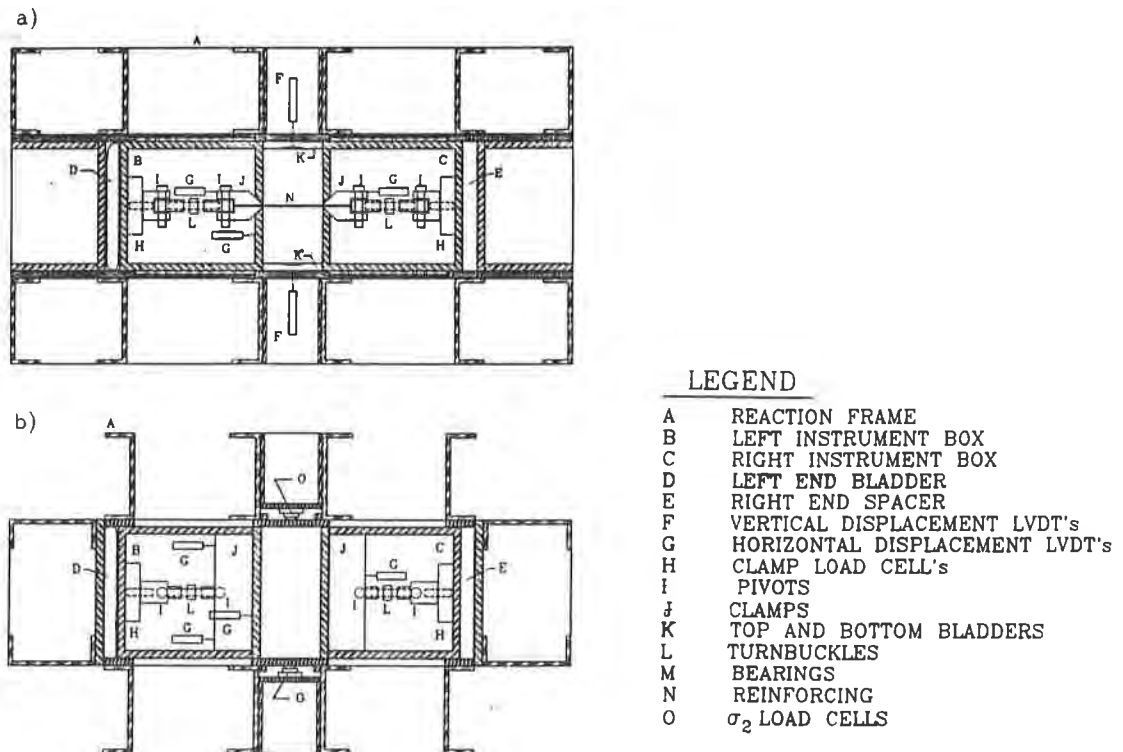 a)
A
F
K
B
C
D
I
G
I
J
J
I
G
I
E
N
L
L
H
G
H
K
F
b)
A
O
B
G
J
J
C
D
G
E
I
L
I
I
L
I
H
G
G
H
O
LEGEND
A REACTION FRAME
B LEFT INSTRUMENT BOX
C RIGHT INSTRUMENT BOX
D LEFT END BLADDER
E RIGHT END SPACER
F VERTICAL DISPLACEMENT LVDT's
G HORIZONTAL DISPLACEMENT LVDT's
H CLAMP LOAD CELL's
I PIVOTS
J CLAMPS
K TOP AND BOTTOM BLADDERS
L TURNBUCKLES
M BEARINGS
N REINFORCING
O σ2 LOAD CELLS